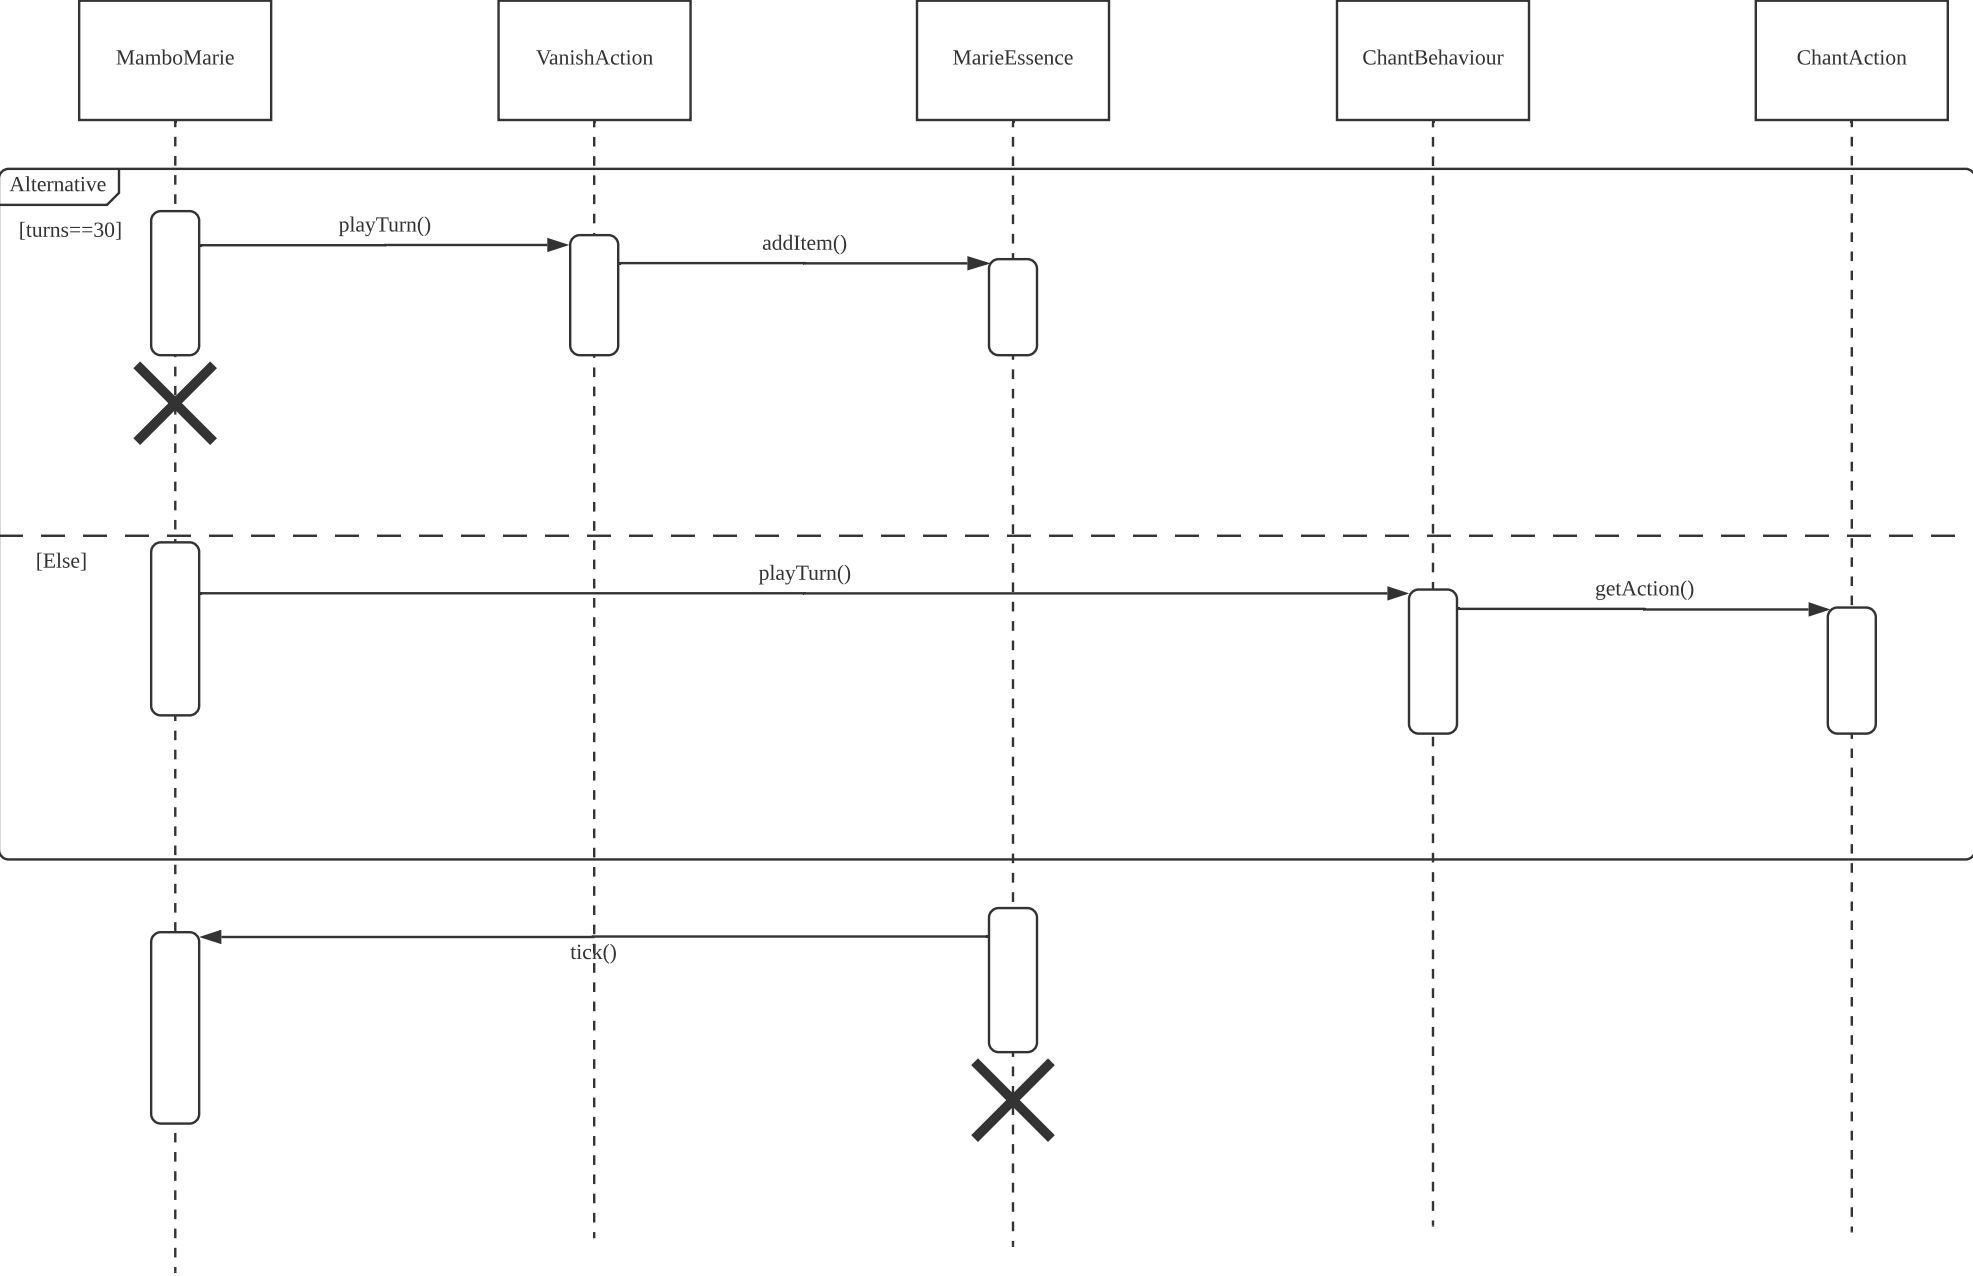 MamboMarie
VanishAction
MarieEssence
ChantBehaviour
ChantAction
Alternative
[turns==30]
playTurn()
addItem()
[Else]
playTurn()
getAction()
tick()